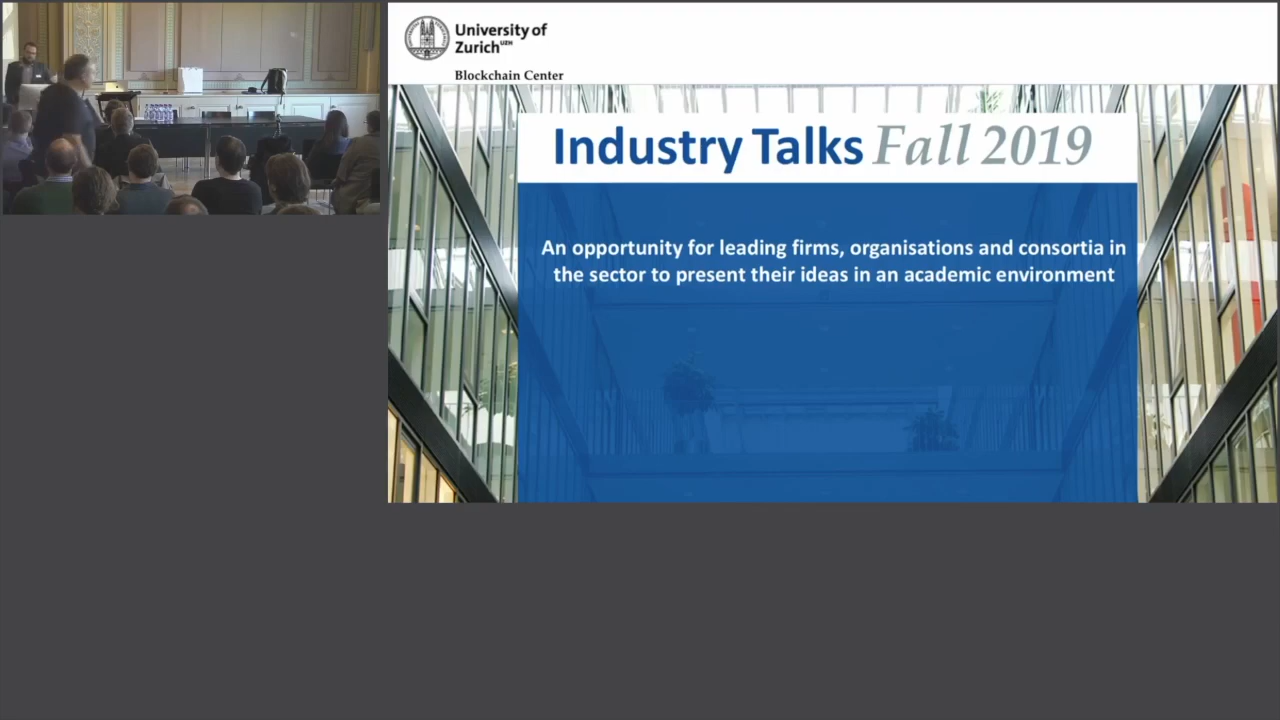 University of
Zurich UZH
Blockchain Center
Industry Talks Fall 2019
An opportunity for leading firms, organisations and consortia in
the sector to present their ideas in an academic environment